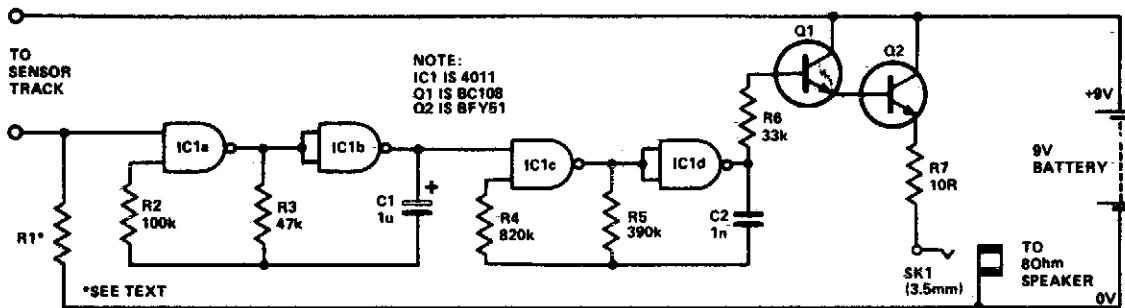 TO
SENSOR
TRACK
NOTE:
IC1 IS 4011
Q1 IS BC108
Q2 IS BFY51
Q1
Q2
+9V
R6
33k
IC1a
IC1b
IC1c
IC1d
9V
BATTERY
R7
10R
R1*
R2
100k
R3
47k
C1
1u
+
R4
820k
R5
390k
C2
1n
SK1
(3.5mm)
TO
8Ohm
SPEAKER
0V
*SEE TEXT